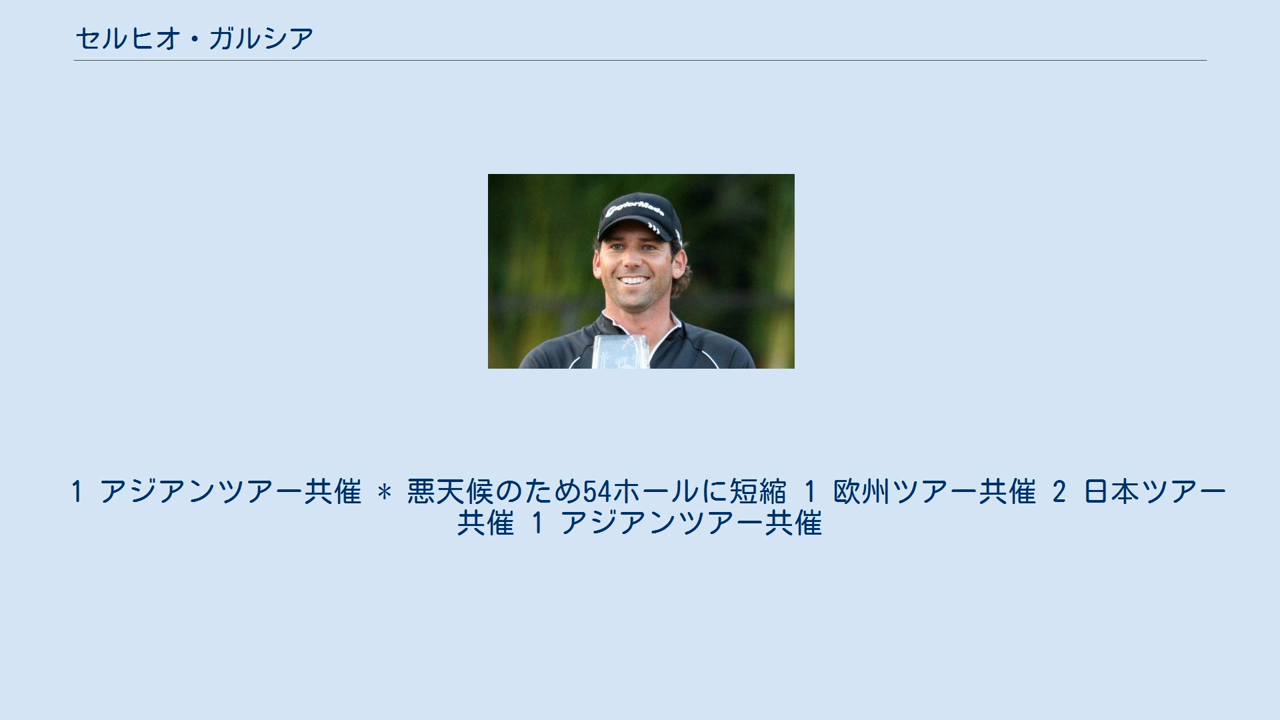 セルヒオ・ガルシア
TaylorMade
1 アジアンツアー共催 * 悪天候のため54ホールに短縮 1 欧州ツアー共催 2 日本ツアー
共催 1 アジアンツアー共催